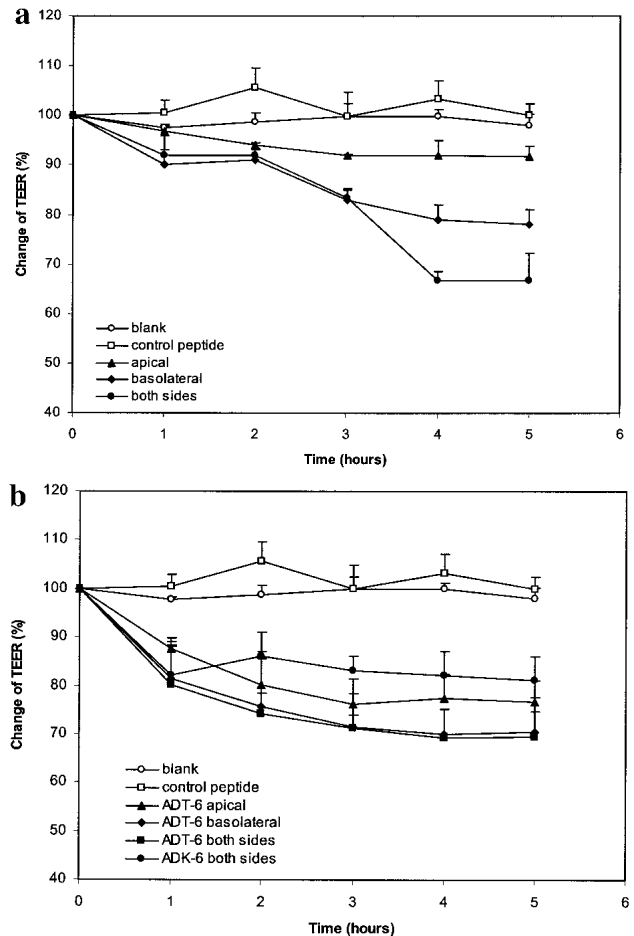 a
120
110
100
90
80
70
60
50
40
Change of TEER (%)
blank
control peptide
apical
basolateral
both sides
0 1 2 3 4 5 6
Time (hours)
b
120
110
100
90
80
70
60
50
40
Change of TEER (%)
blank
control peptide
ADT-6 apical
ADT-6 basolateral
ADT-6 both sides
ADK-6 both sides
0 1 2 3 4 5 6
Time (hours)